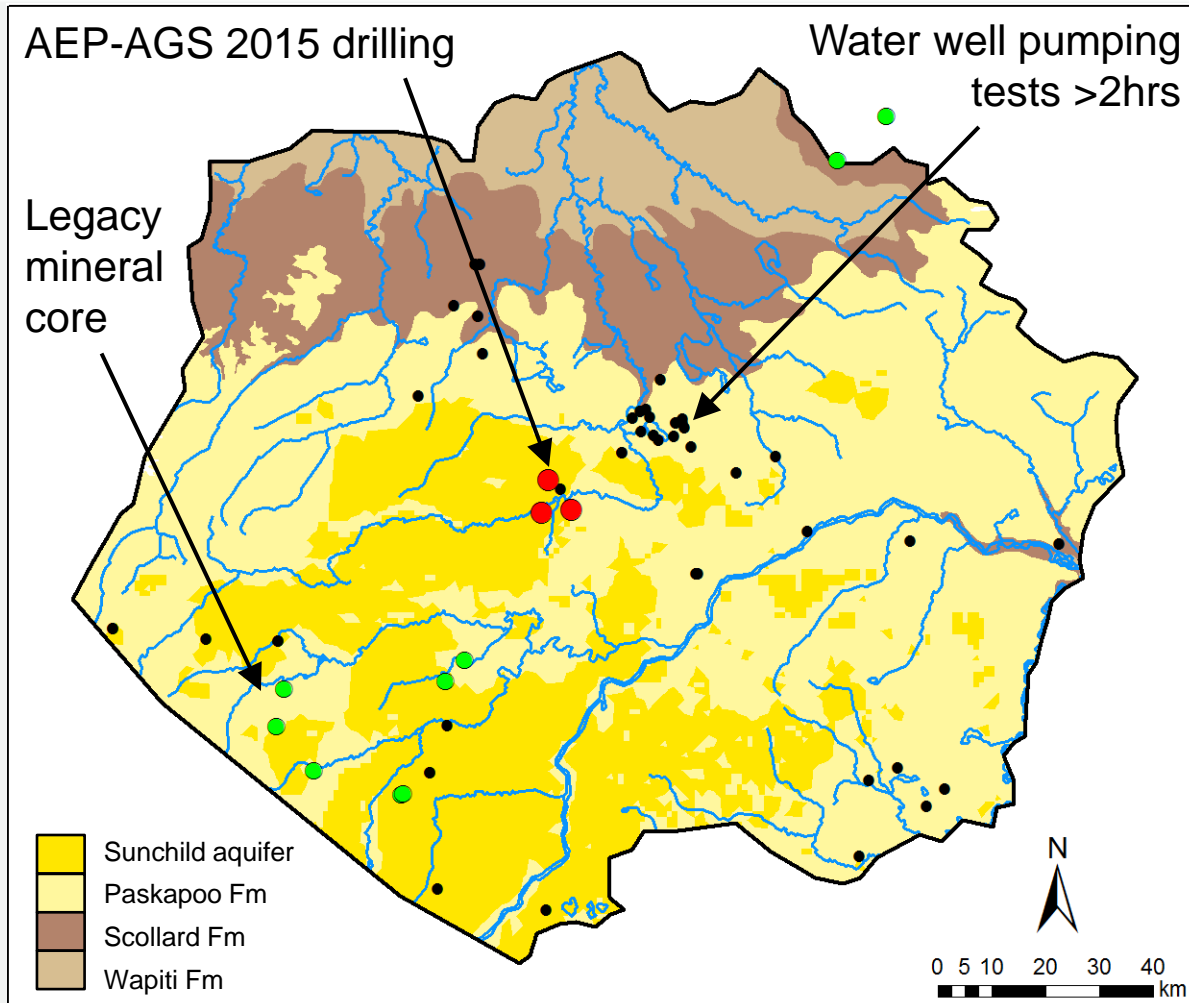 AEP-AGS 2015 drilling
Water well pumping
tests >2hrs
Legacy
mineral
core
Sunchild aquifer
Paskapoo Fm
Scollard Fm
Wapiti Fm
N
0 5 10 20 30 40
km